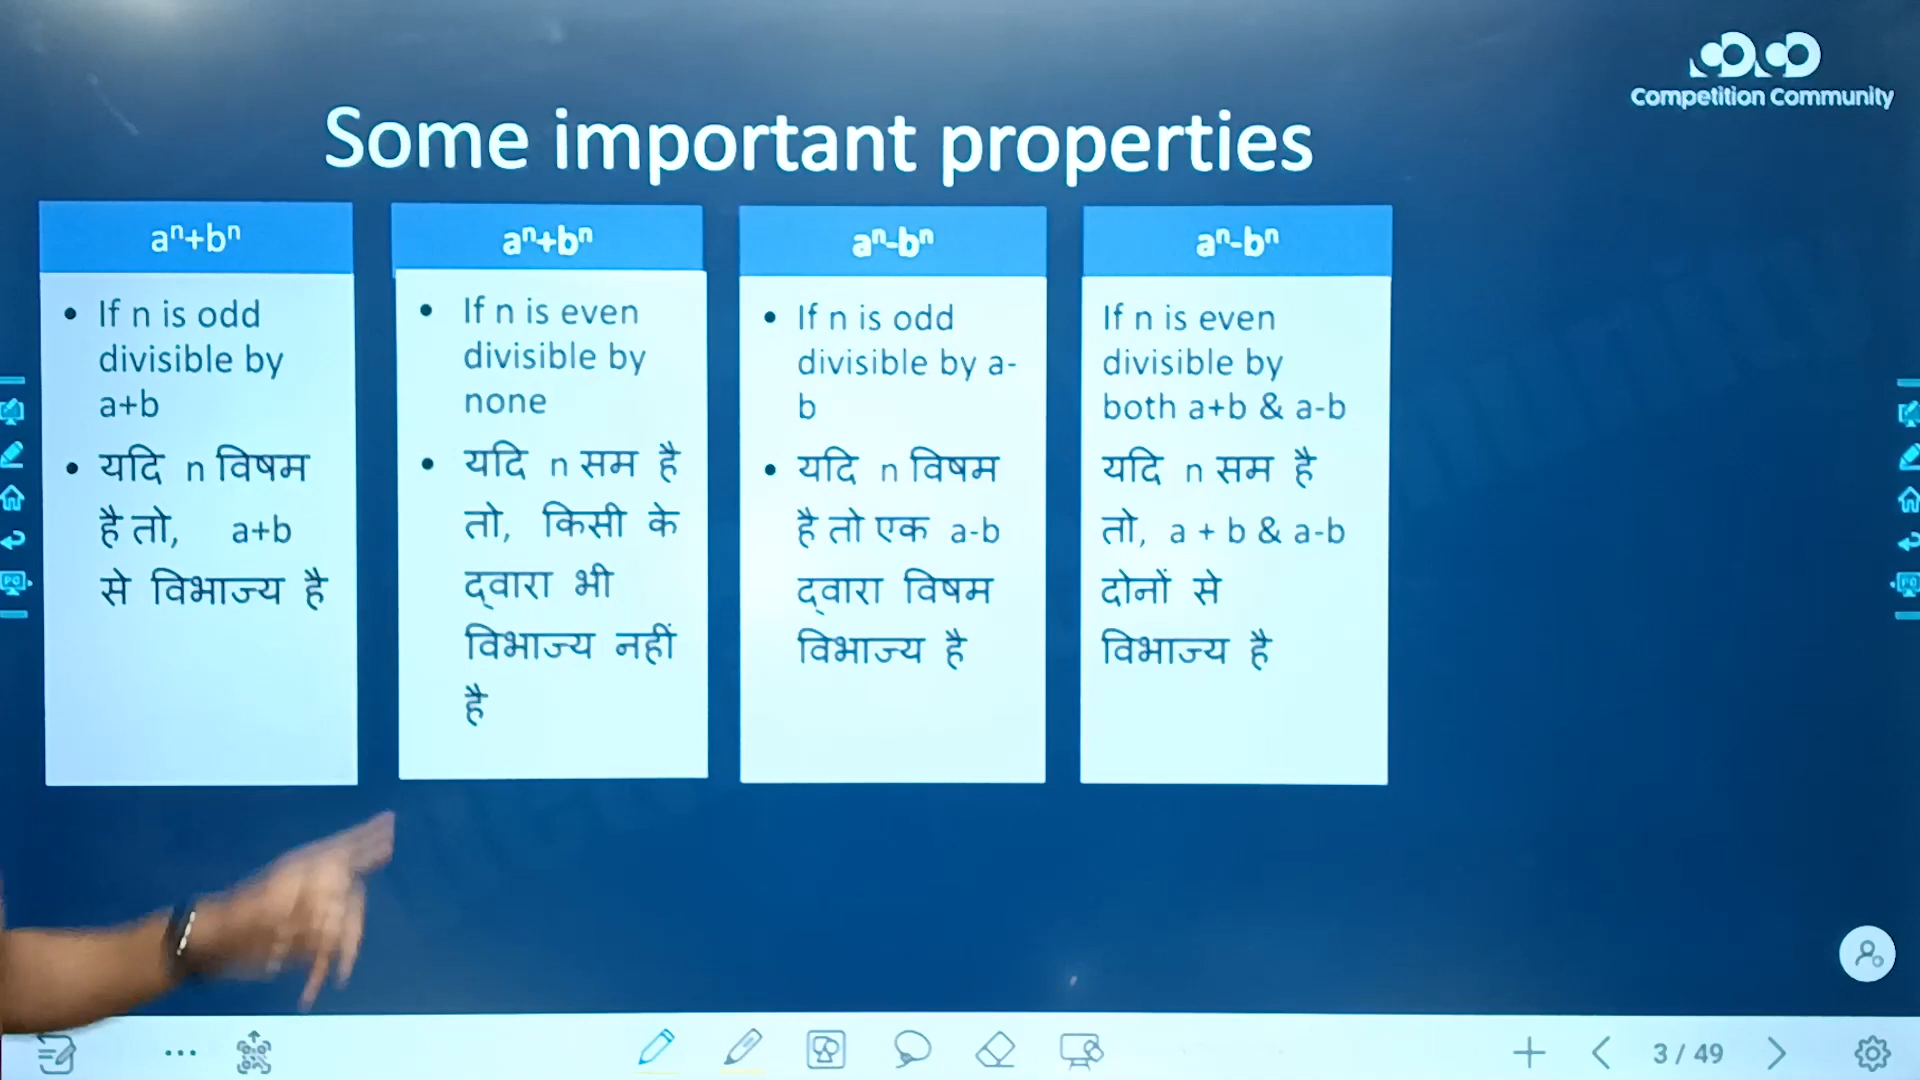 Competition Community
Some important properties
aⁿ+bⁿ
• If n is odd
divisible by
a+b
• यदि n विषम
है तो, a+b
से विभाज्य है
aⁿ+bⁿ
• If n is even
divisible by
none
• यदि n सम है
तो, किसी के
द्वारा भी
विभाज्य नहीं
है
aⁿ-bⁿ
• If n is odd
divisible by a-
b
• यदि n विषम
है तो एक a-b
द्वारा विषम
विभाज्य है
aⁿ-bⁿ
If n is even
divisible by
both a+b & a-b
यदि n सम है
तो, a + b & a-b
दोनों से
विभाज्य है
3 / 49